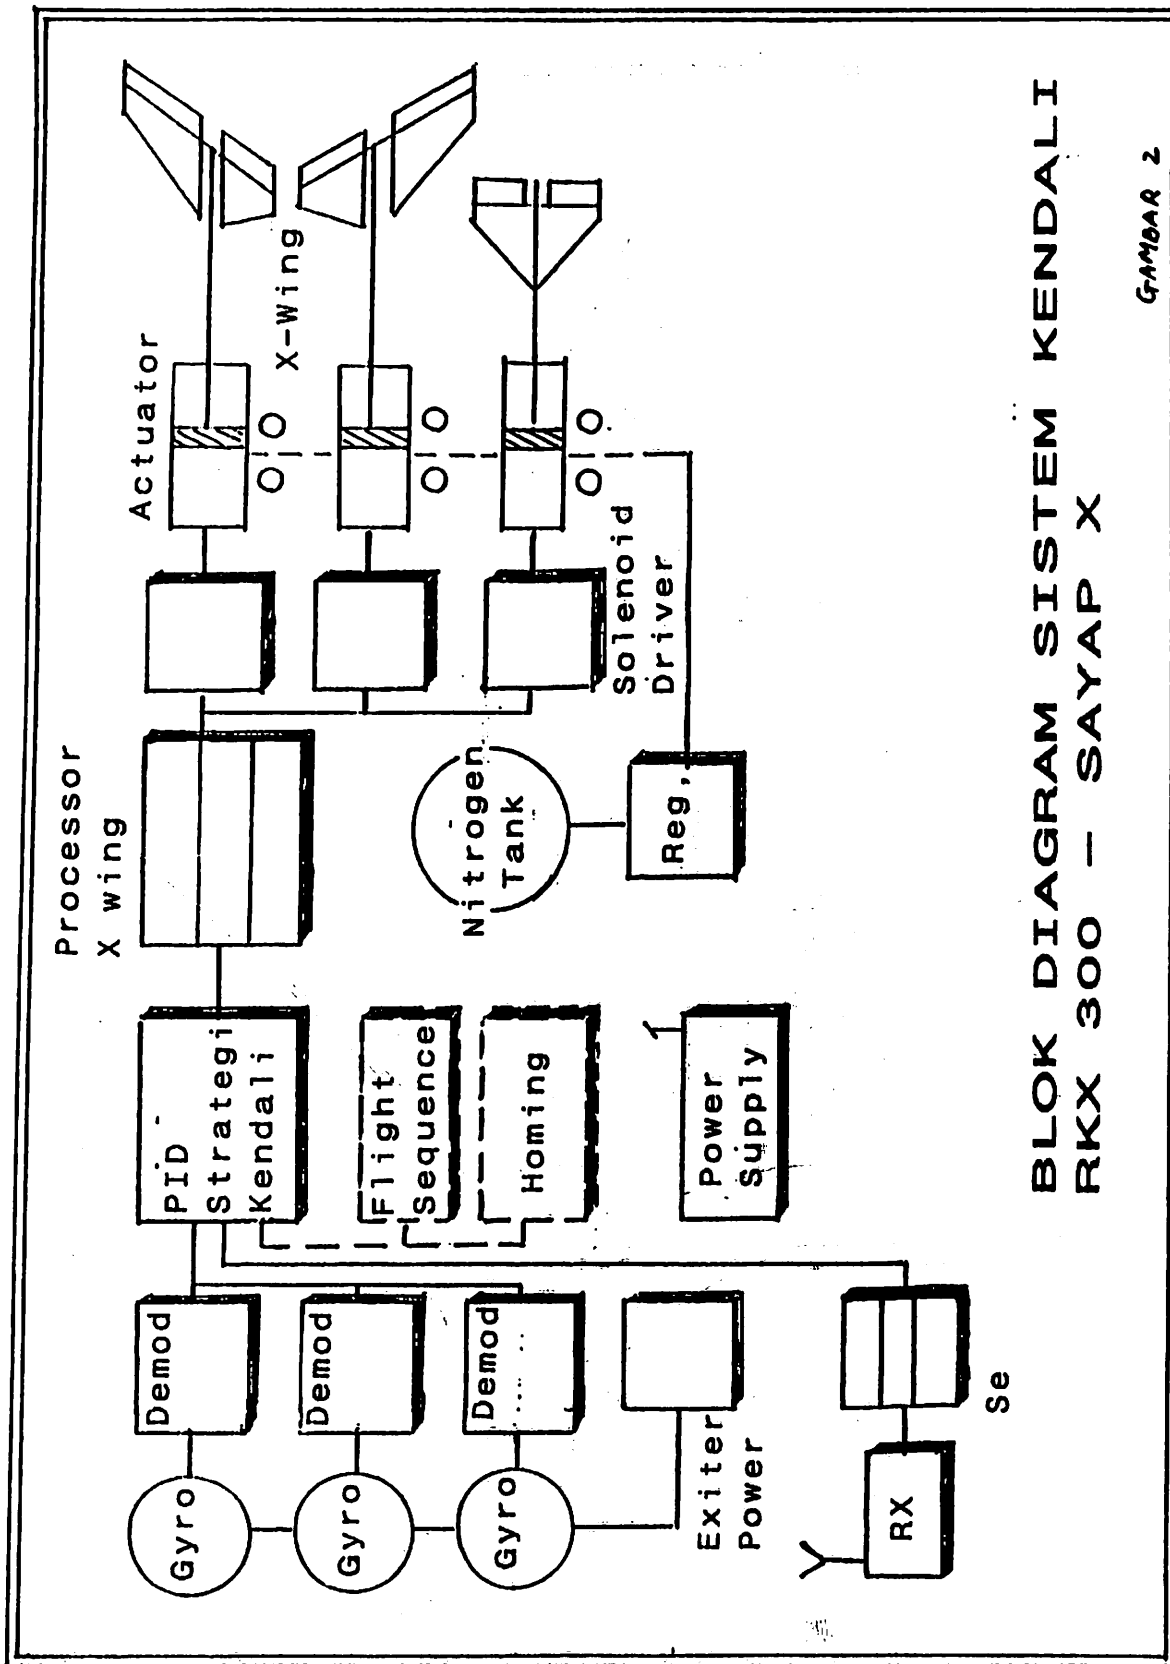 Gyro
Gyro
Gyro
Demod
Demod
Demod
Exiter
Power
RX
Se
PID
Strategi
Kendali
Flight
Sequence
Homing
Power
Supply
Processor
X wing
Nitrogen
Tank
Reg,
Solenoid
Driver
Actuator
X-Wing
BLOK DIAGRAM SISTEM KENDALI
RKX 300 — SAYAP X
GAMBAR 2